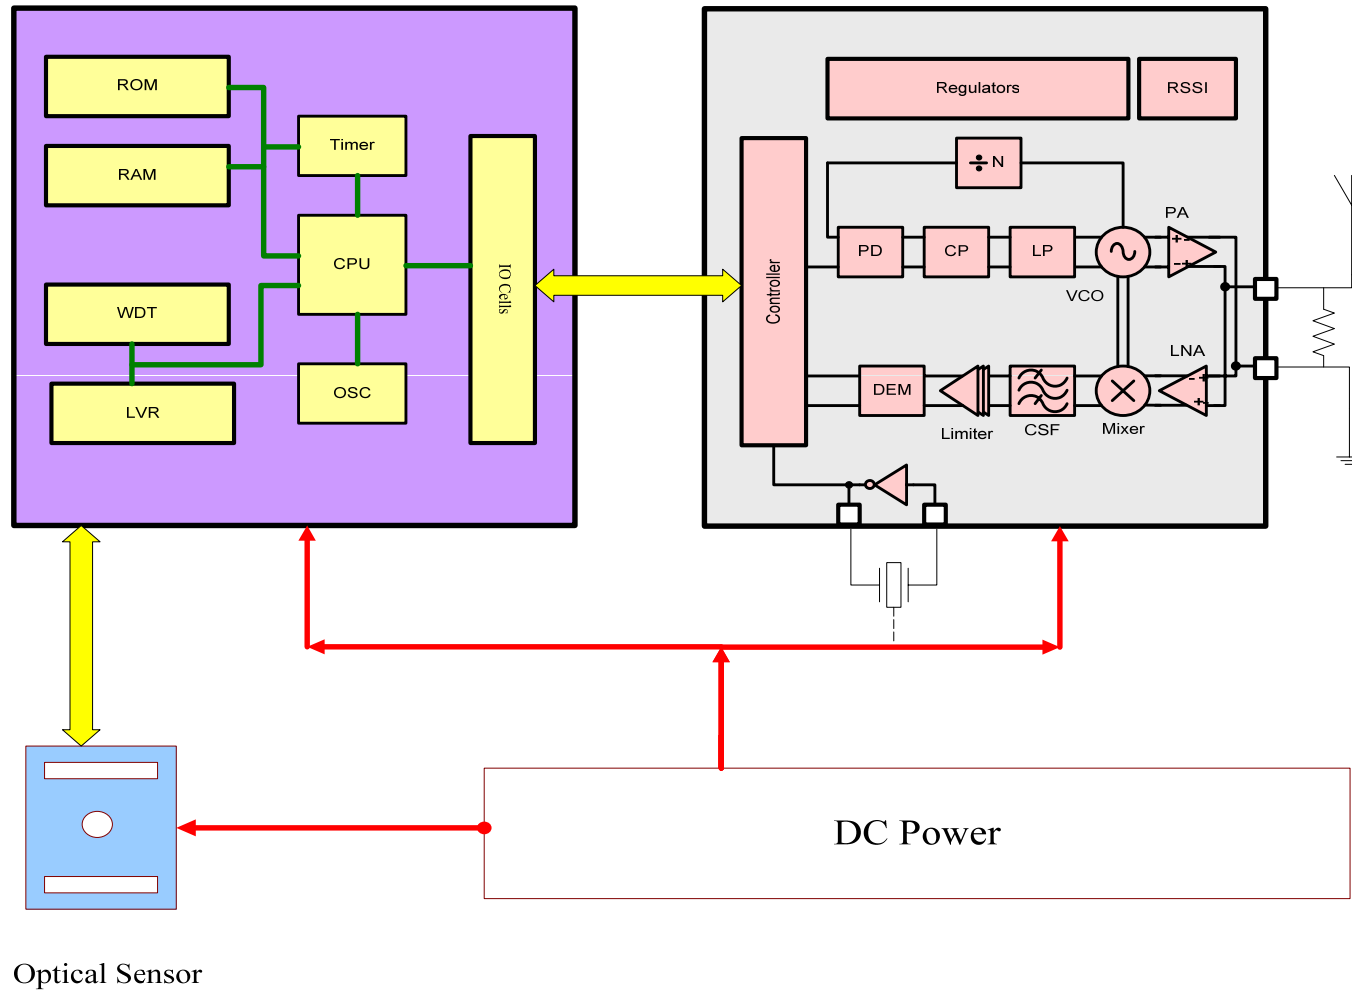 ROM
RAM
WDT
LVR
Timer
CPU
OSC
IO Cells
Regulators
RSSI
Controller
÷ N
PD
CP
LP
VCO
PA
+ -
- +
LNA
- +
+
DEM
Limiter
CSF
Mixer
DC Power
Optical Sensor